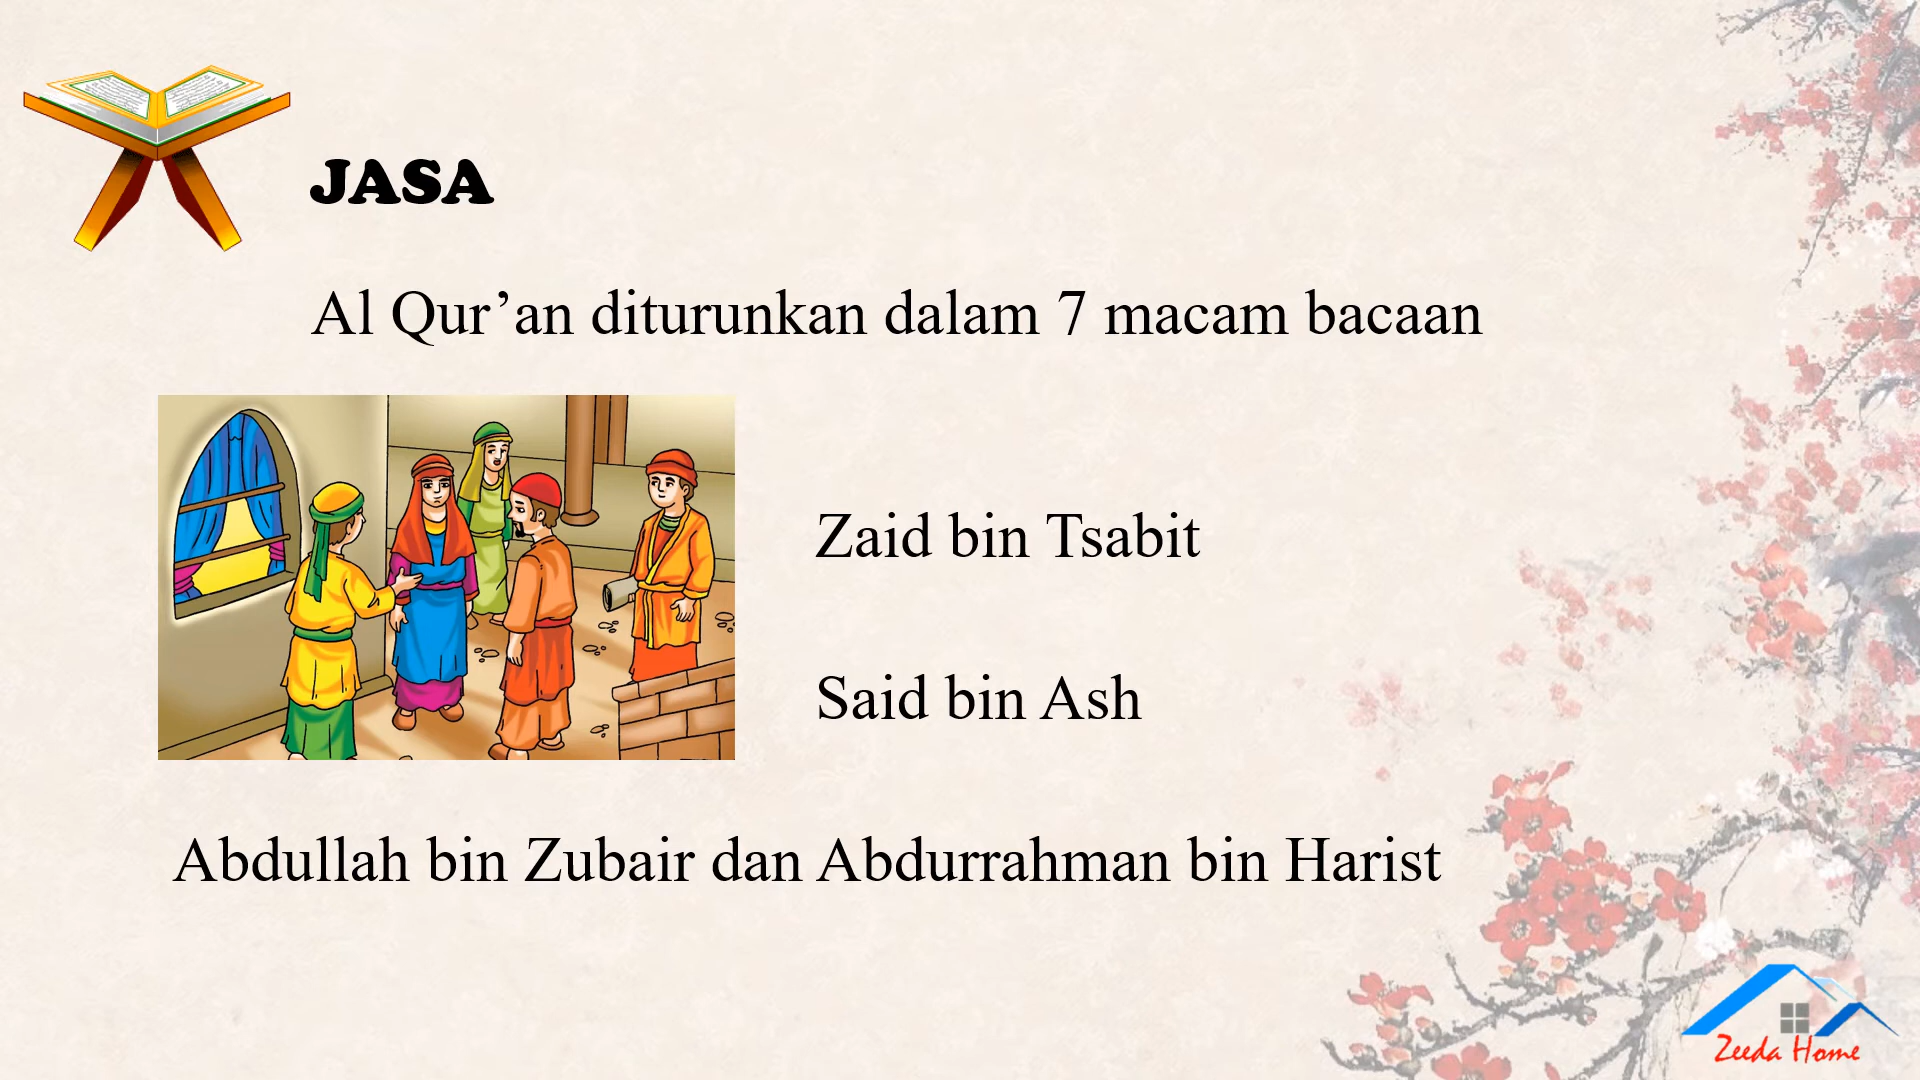 JASA
Al Qur’an diturunkan dalam 7 macam bacaan
Zaid bin Tsabit
Said bin Ash
Abdullah bin Zubair dan Abdurrahman bin Harist
Zeeda Home